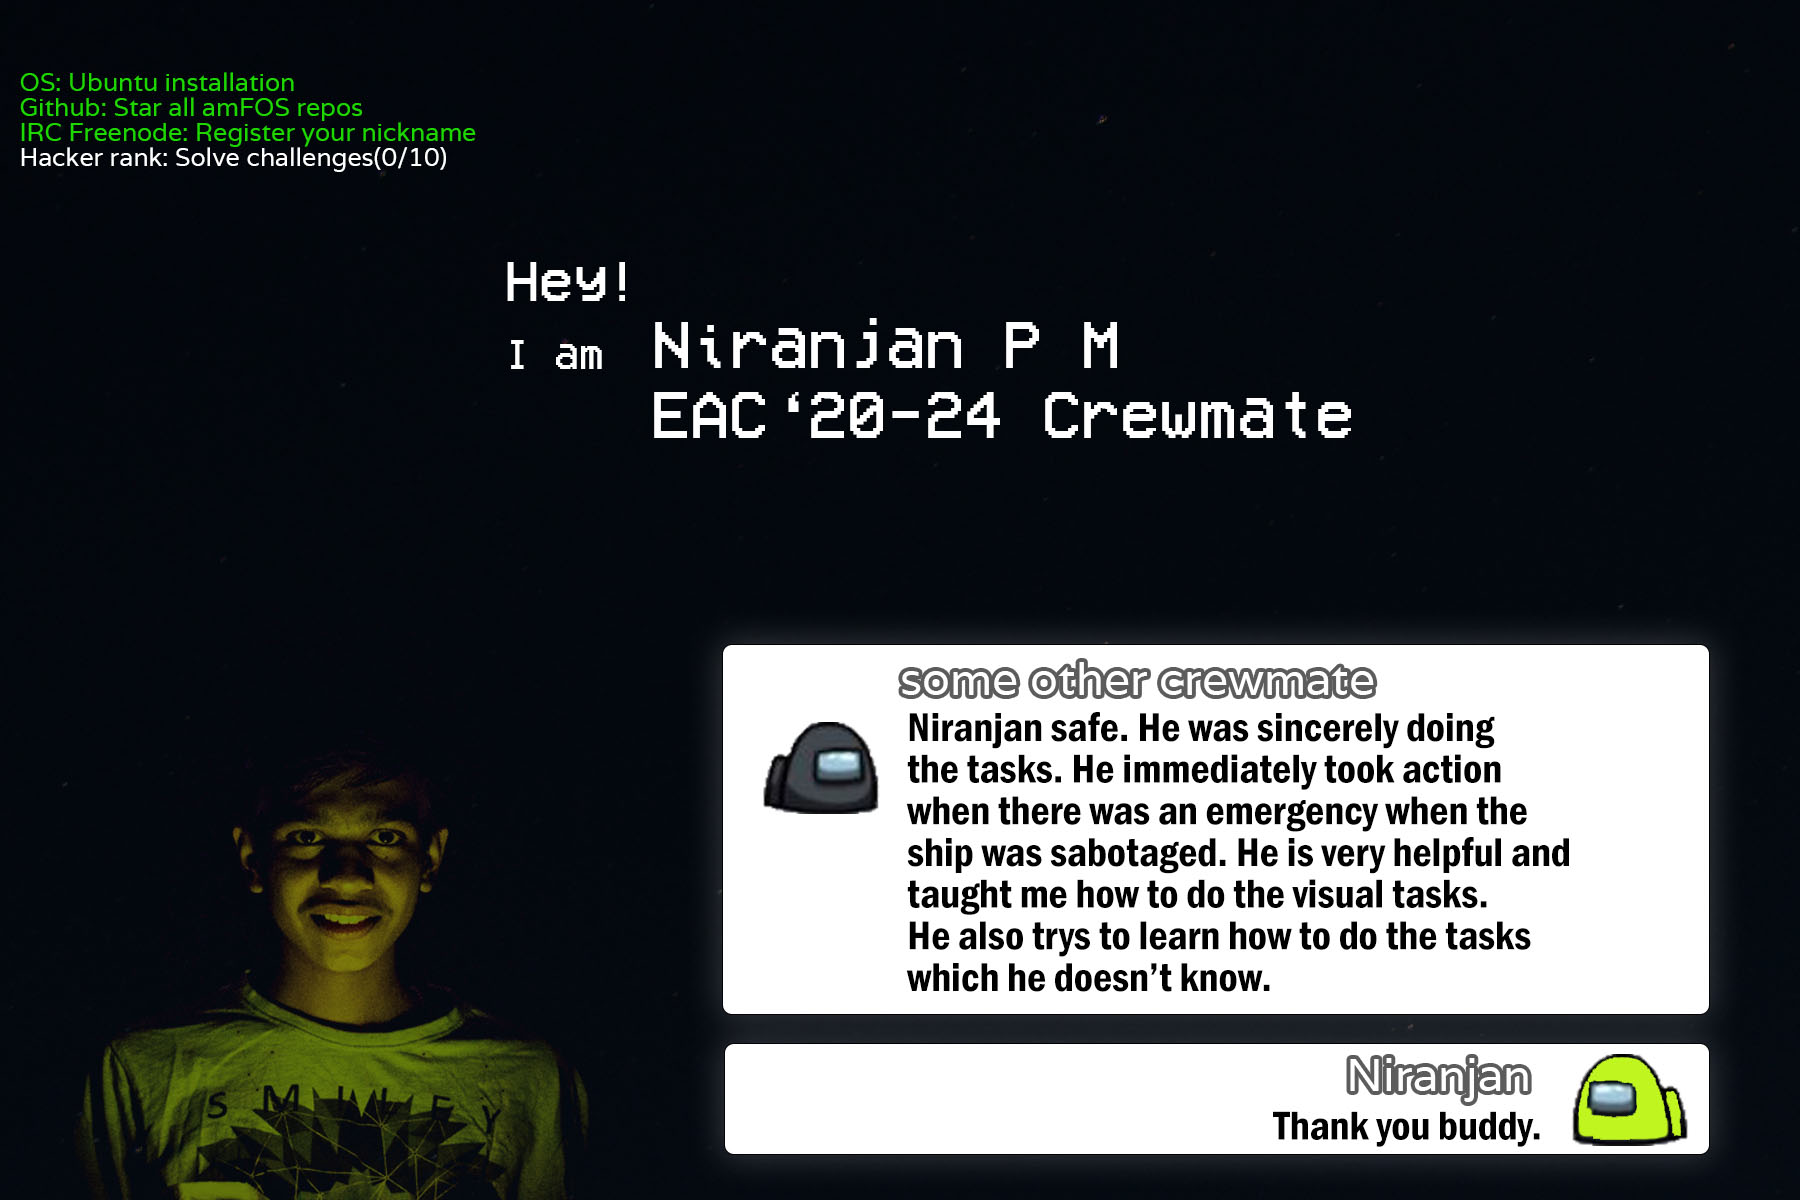 OS: Ubuntu installation
Github: Star all amFOS repos
IRC Freenode: Register your nickname
Hacker rank: Solve challenges(0/10)
Hey!
I am Niranjan P M
EAC ‘20-24 Crewmate
some other crewmate
Niranjan safe. He was sincerely doing
the tasks. He immediately took action
when there was an emergency when the
ship was sabotaged. He is very helpful and
taught me how to do the visual tasks.
He also trys to learn how to do the tasks
which he doesn’t know.
Niranjan
Thank you buddy.
SMILEY